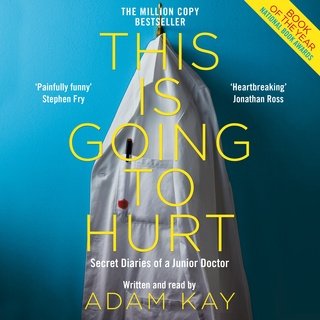 THE MILLION COPY
BESTSELLER
BOOK
OF THE YEAR
NATIONAL BOOK AWARDS
THIS
'Painfully funny'
Stephen Fry
IS
'Heartbreaking'
Jonathan Ross
GOING
TO
HURT
Secret Diaries of a Junior Doctor
Written and read by
ADAM KAY